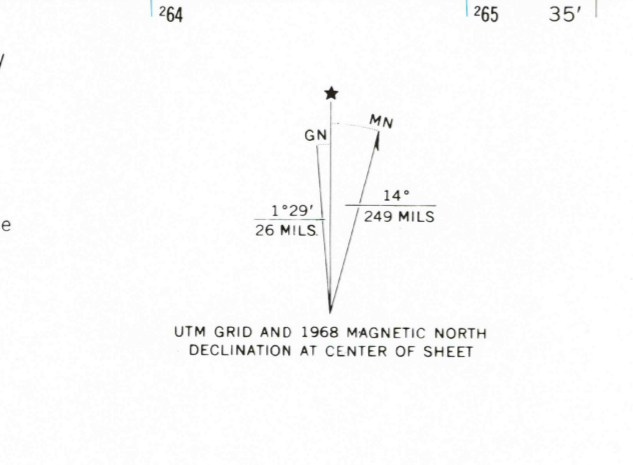 ²64 ²65 35′
GN MN
1°29′ 14°
26 MILS. 249 MILS
UTM GRID AND 1968 MAGNETIC NORTH
DECLINATION AT CENTER OF SHEET
e